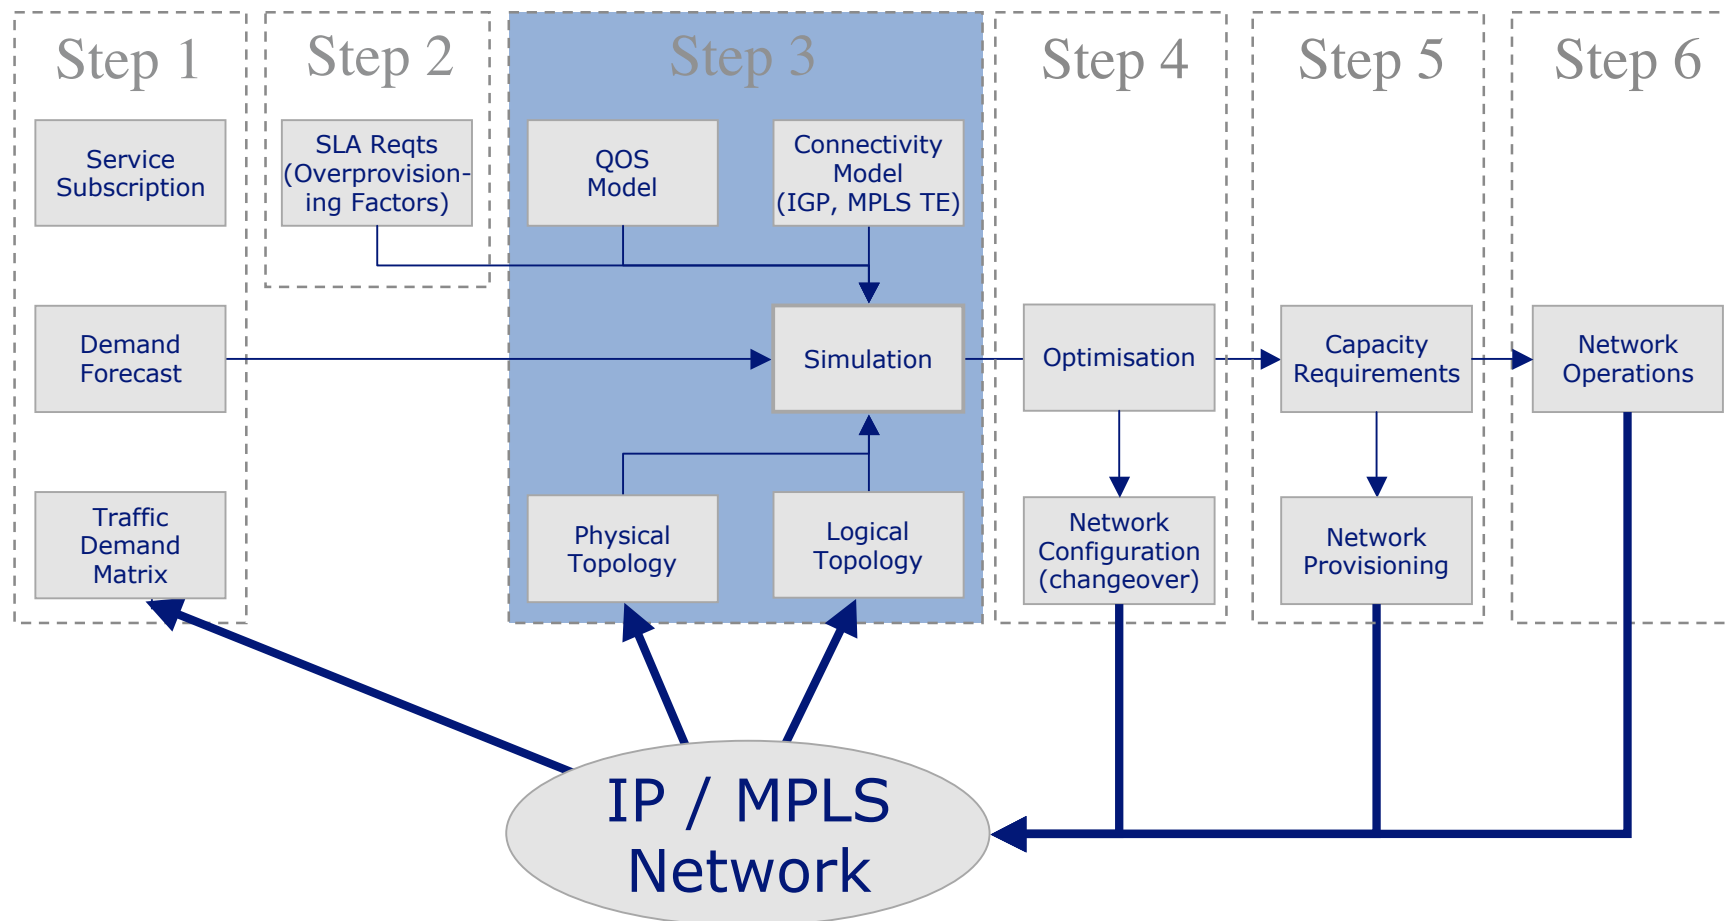 Step 1
Step 2
Step 3
Step 4
Step 5
Step 6
Service
Subscription
SLA Reqts
(Overprovision-
ing Factors)
QOS
Model
Connectivity
Model
(IGP, MPLS TE)
Demand
Forecast
Simulation
Optimisation
Capacity
Requirements
Network
Operations
Traffic
Demand
Matrix
Physical
Topology
Logical
Topology
Network
Configuration
(changeover)
Network
Provisioning
IP / MPLS
Network